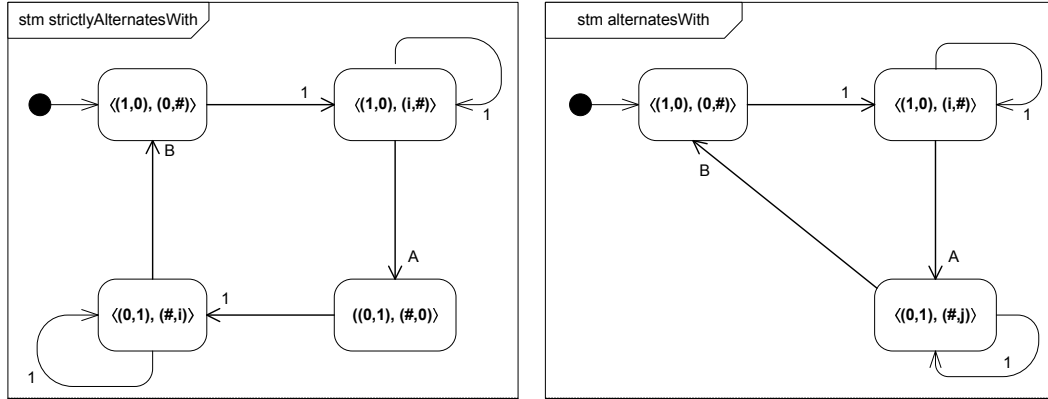 stm strictlyAlternatesWith
⟨(1,0), (0,#)⟩
1
⟨(1,0), (i,#)⟩
1
B
A
⟨(0,1), (#,i)⟩
1
((0,1), (#,0)⟩
1
stm alternatesWith
⟨(1,0), (0,#)⟩
1
⟨(1,0), (i,#)⟩
1
B
A
⟨(0,1), (#,j)⟩
1